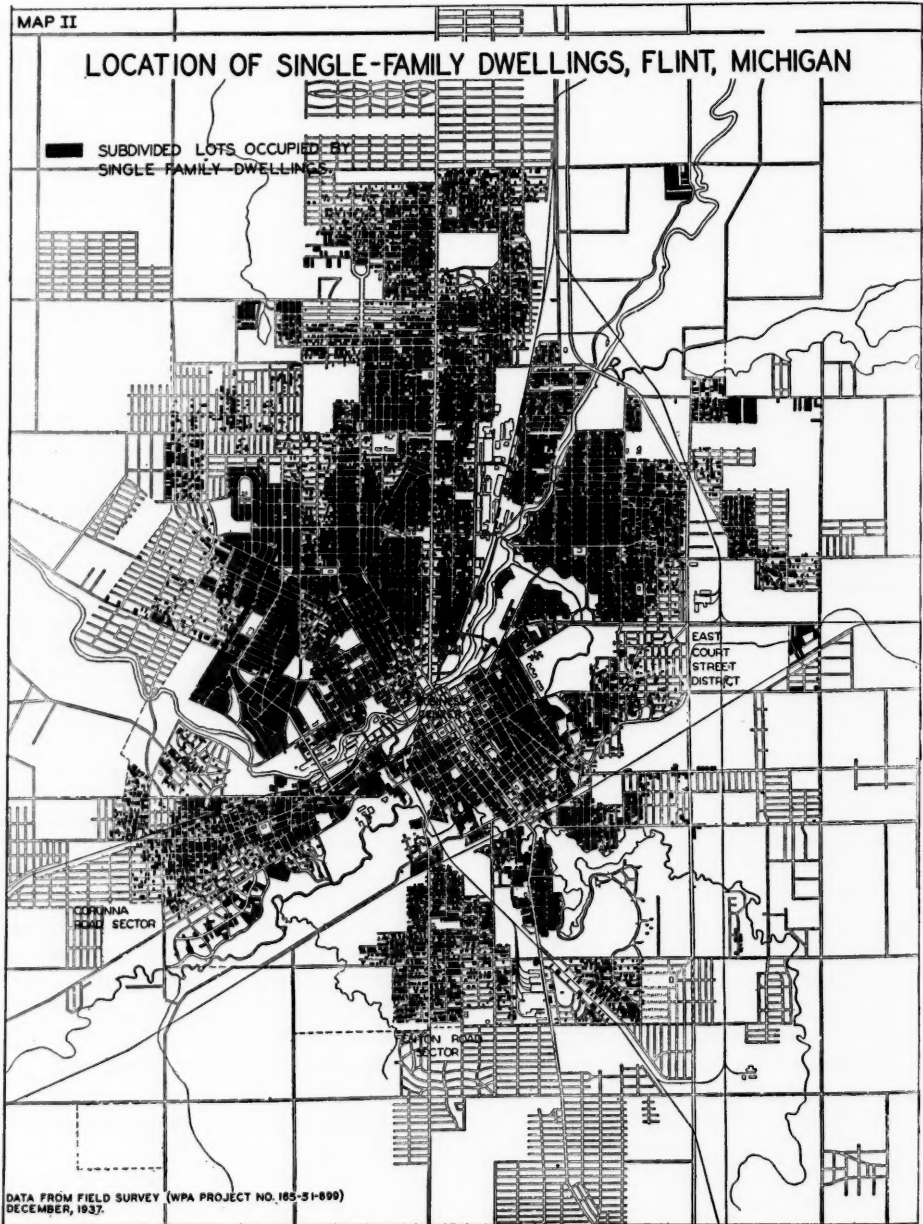 MAP II
LOCATION OF SINGLE-FAMILY DWELLINGS, FLINT, MICHIGAN
SUBDIVIDED LOTS OCCUPIED BY
SINGLE FAMILY DWELLINGS.
EAST
COURT
STREET
DISTRICT
BUSINESS
CORUNNA
ROAD SECTOR
ROAD
SECTOR
DATA FROM FIELD SURVEY (WPA PROJECT NO. 165-51-899)
DECEMBER, 1937.